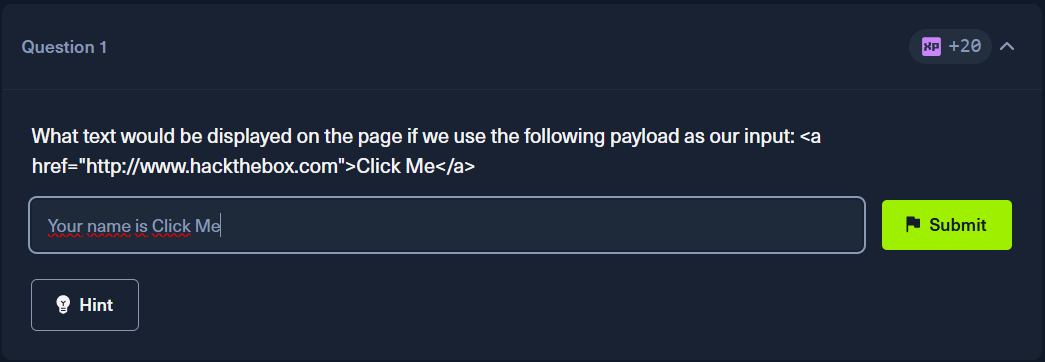 Question 1
XP +20
What text would be displayed on the page if we use the following payload as our input: <a
href="http://www.hackthebox.com">Click Me</a>
Your name is Click Me
Submit
Hint